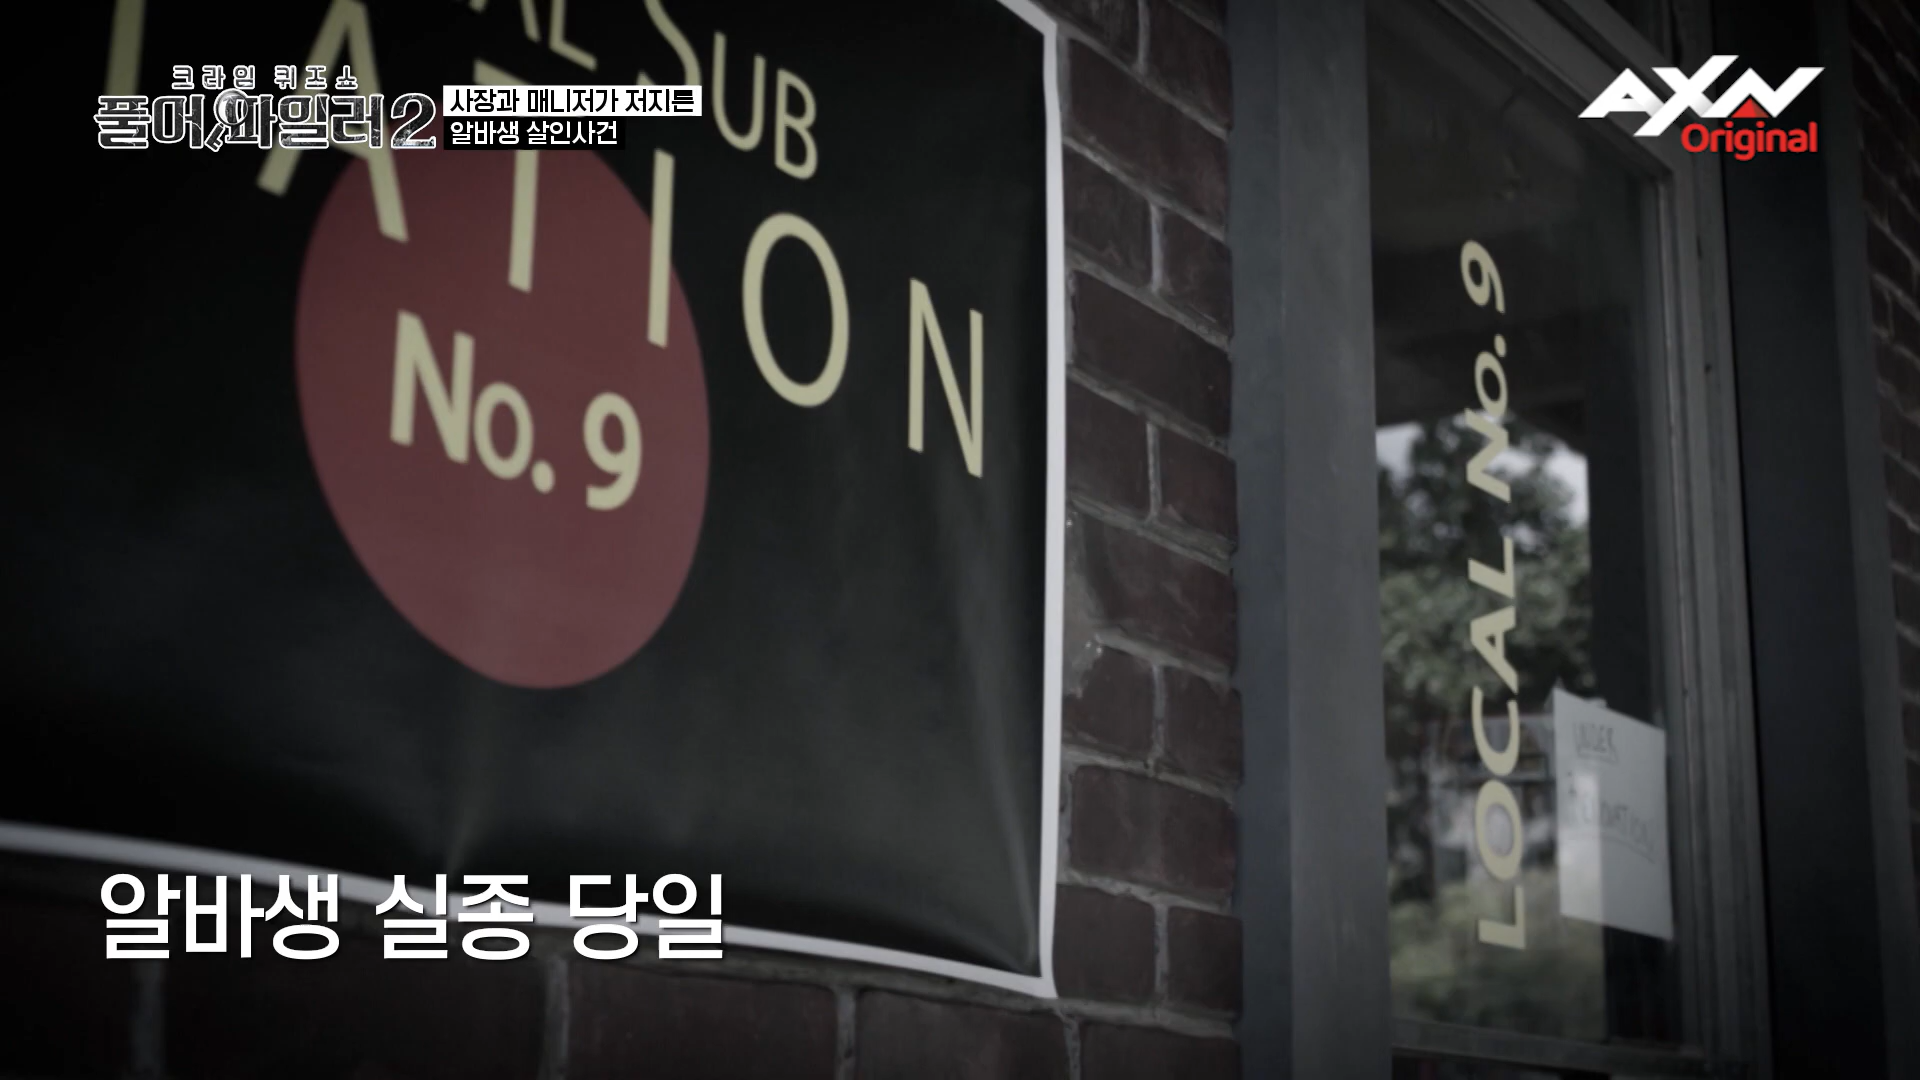 크라임 퀴즈쇼
풀어파일러2
사장과 매니저가 저지른
알바생 살인사건
AXN
Original
SUB
ATION
No. 9
LOCAL No. 9
UNDER
알바생 실종 당일